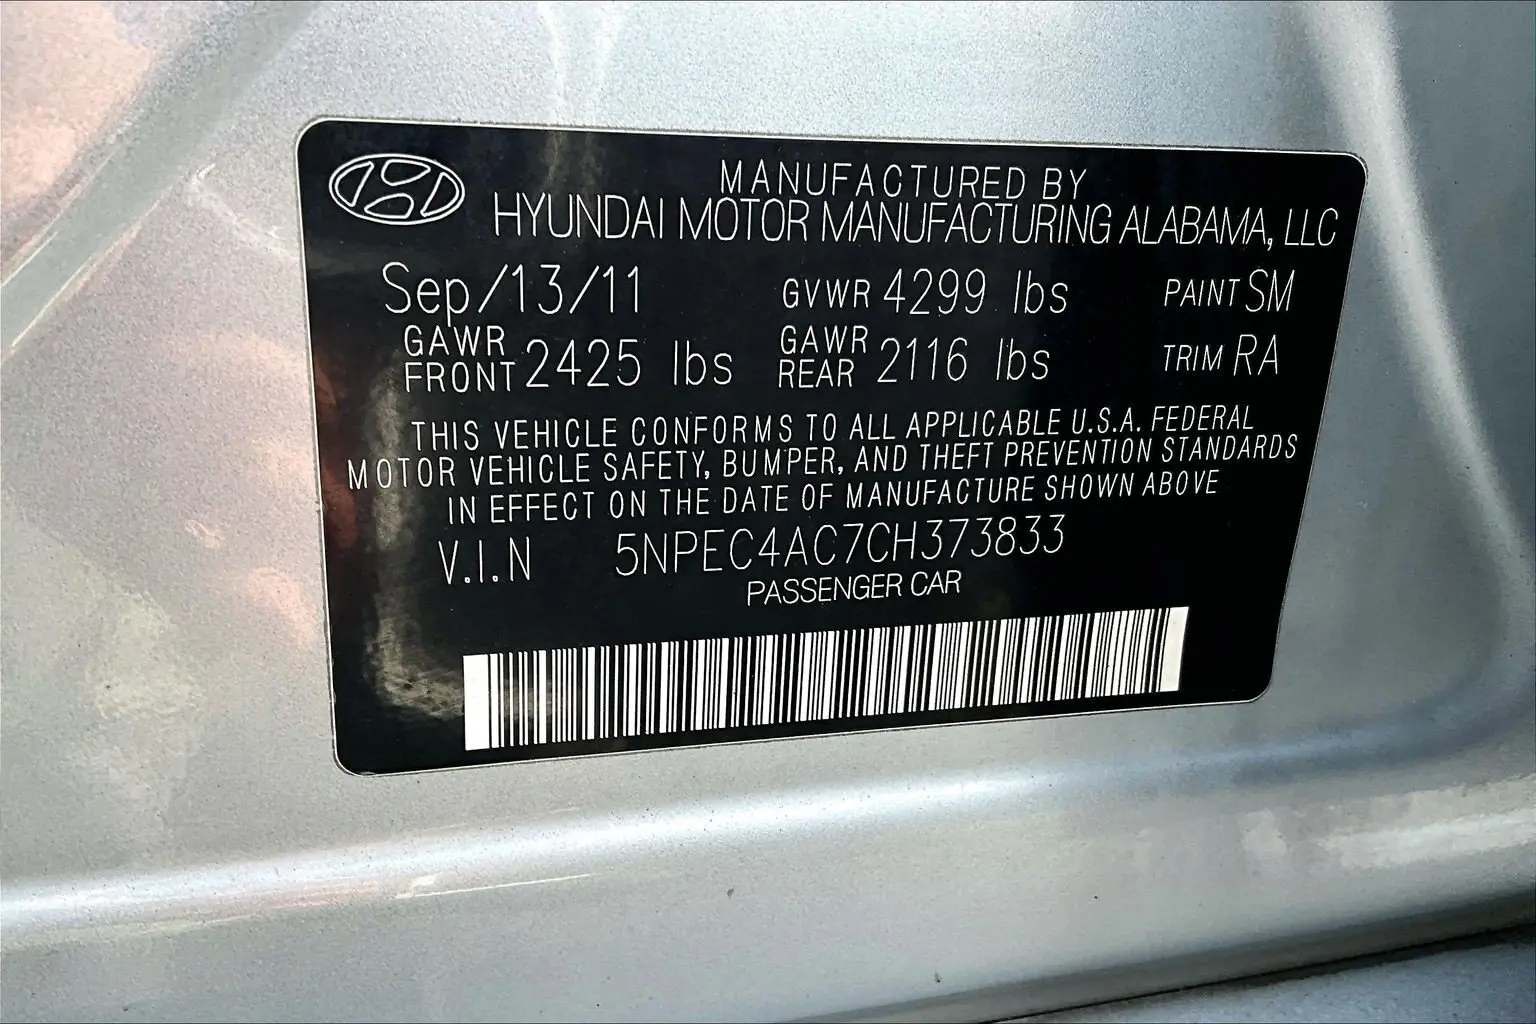 MANUFACTURED BY
HYUNDAI MOTOR MANUFACTURING ALABAMA, LLC
Sep/13/11 GVWR 4299 lbs PAINT SM
GAWR FRONT 2425 lbs GAWR REAR 2116 lbs TRIM RA
THIS VEHICLE CONFORMS TO ALL APPLICABLE U.S.A. FEDERAL
MOTOR VEHICLE SAFETY, BUMPER, AND THEFT PREVENTION STANDARDS
IN EFFECT ON THE DATE OF MANUFACTURE SHOWN ABOVE
V.I.N 5NPEC4AC7CH373833
PASSENGER CAR